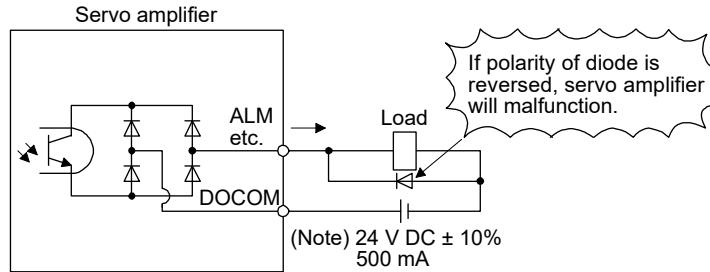 Servo amplifier
If polarity of diode is
reversed, servo amplifier
will malfunction.
ALM
etc.
Load
DOCOM
(Note) 24 V DC ± 10%
500 mA